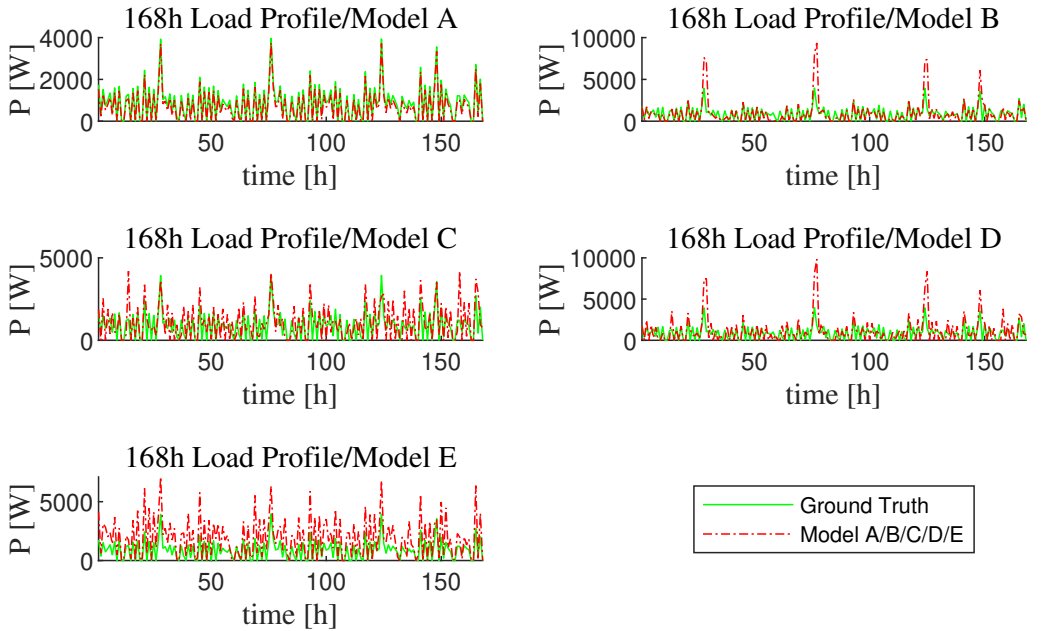 168h Load Profile/Model A
P [W]
4000
2000
0
50
100
150
time [h]
168h Load Profile/Model B
P [W]
10000
5000
0
50
100
150
time [h]
168h Load Profile/Model C
P [W]
5000
0
50
100
150
time [h]
168h Load Profile/Model D
P [W]
10000
5000
0
50
100
150
time [h]
168h Load Profile/Model E
P [W]
5000
0
50
100
150
time [h]
Ground Truth
Model A/B/C/D/E